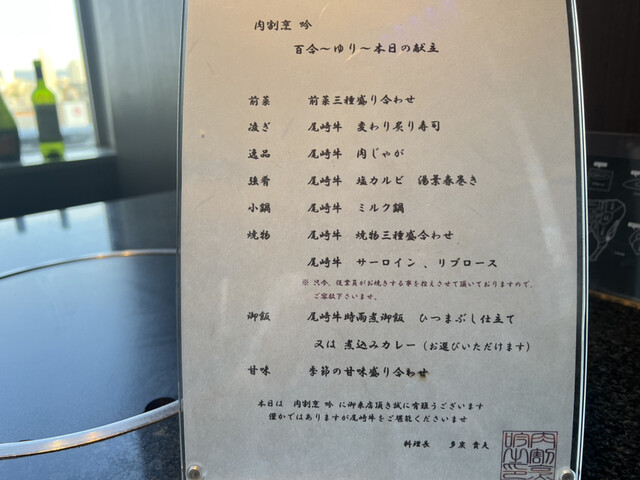 肉割烹 吟
百合～ゆり～本日の献立
前菜 前菜三種盛り合わせ
凌ぎ 尾崎牛 変わり炙り寿司
逸品 尾崎牛 肉じゃが
強肴 尾崎牛 塩カルビ 湯葉春巻き
小鍋 尾崎牛 ミルク鍋
焼物 尾崎牛 焼物三種盛合わせ
尾崎牛 サーロイン、リブロース
※只今、従業員がお焼きする事を控えさせて頂いておりますので、
ご容赦下さいませ。
御飯 尾崎牛時雨煮御飯 ひつまぶし仕立て
又は 煮込みカレー（お選びいただけます）
甘味 季節の甘味盛り合わせ
本日は 肉割烹 吟 に御来店頂き誠に有難うございます
僅かではありますが尾崎牛をご堪能くださいませ
料理長 多炭 貴夫